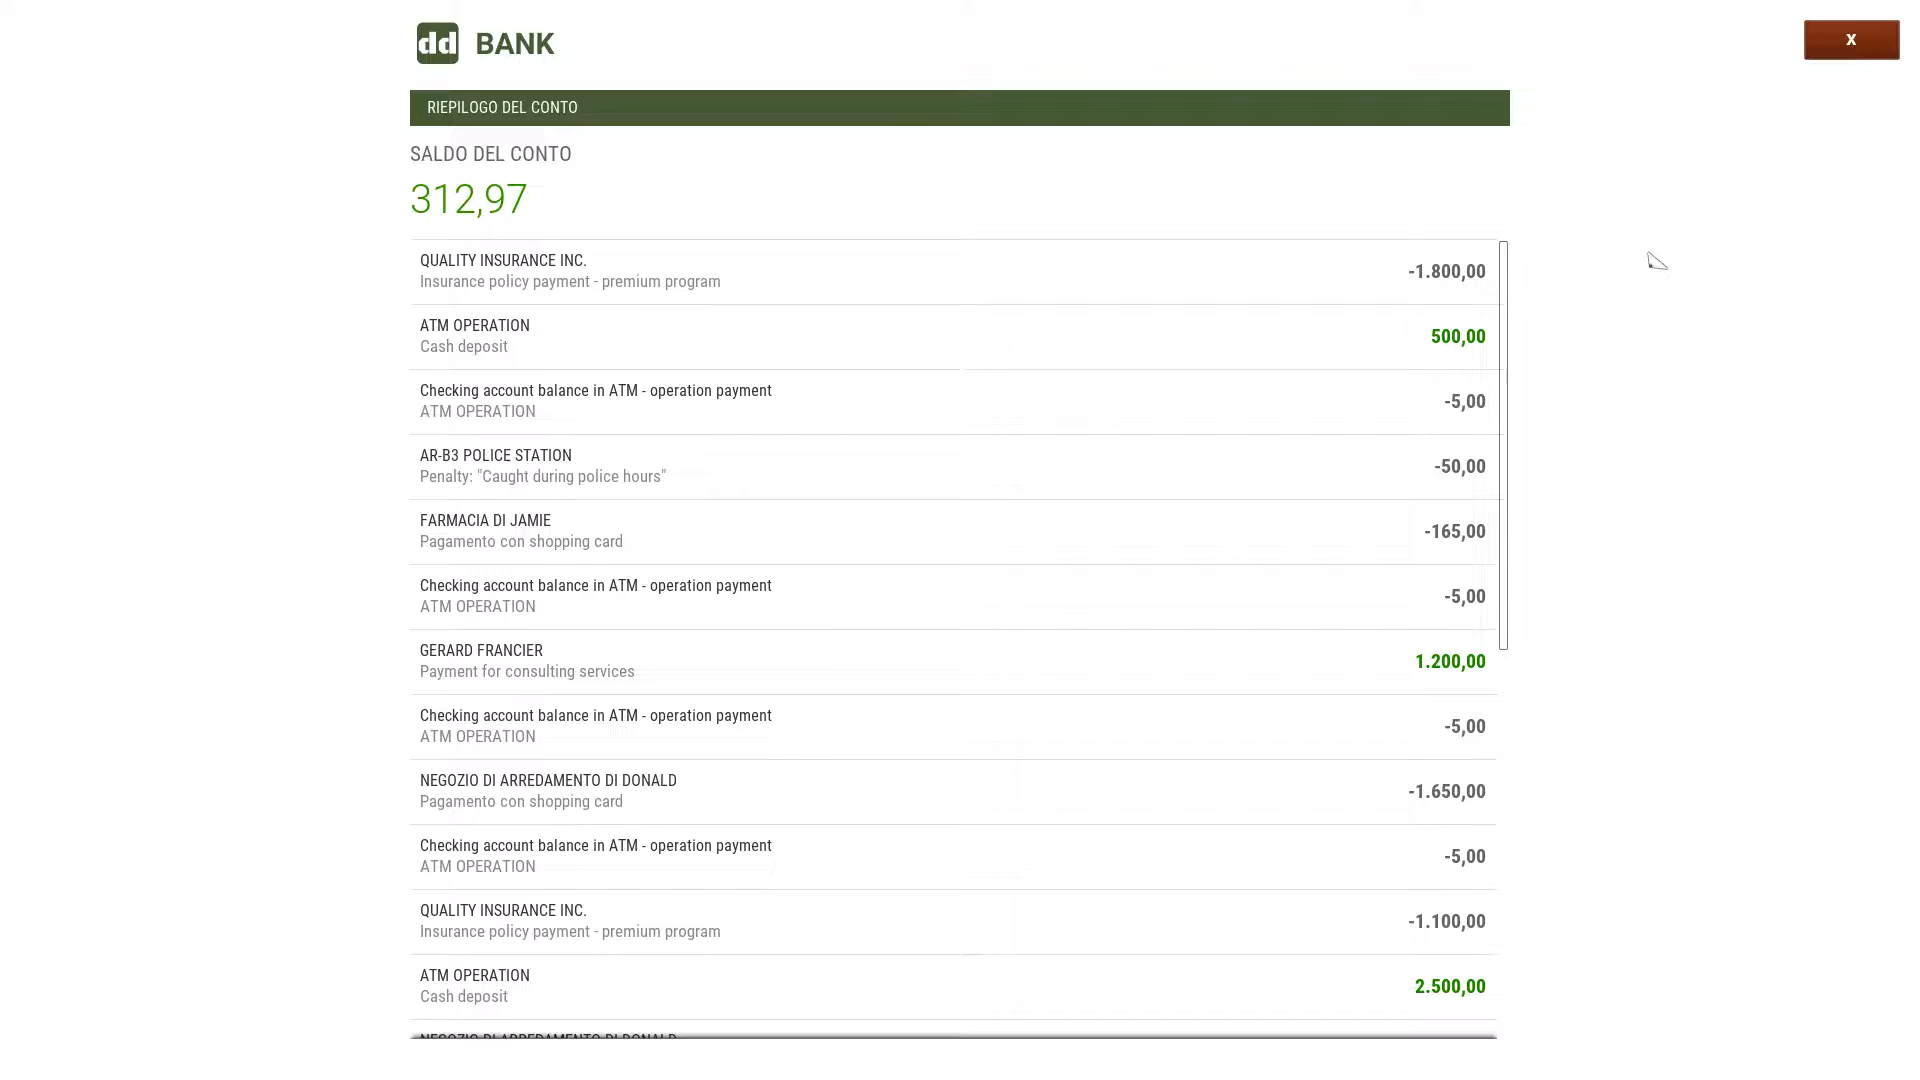 dd BANK
X
RIEPILOGO DEL CONTO
SALDO DEL CONTO
312,97
QUALITY INSURANCE INC.
Insurance policy payment - premium program
-1.800,00
ATM OPERATION
Cash deposit
500,00
Checking account balance in ATM - operation payment
ATM OPERATION
-5,00
AR-B3 POLICE STATION
Penalty: "Caught during police hours"
-50,00
FARMACIA DI JAMIE
Pagamento con shopping card
-165,00
Checking account balance in ATM - operation payment
ATM OPERATION
-5,00
GERARD FRANCIER
Payment for consulting services
1.200,00
Checking account balance in ATM - operation payment
ATM OPERATION
-5,00
NEGOZIO DI ARREDAMENTO DI DONALD
Pagamento con shopping card
-1.650,00
Checking account balance in ATM - operation payment
ATM OPERATION
-5,00
QUALITY INSURANCE INC.
Insurance policy payment - premium program
-1.100,00
ATM OPERATION
Cash deposit
2.500,00
NEGOZIO DI ARREDAMENTO DI DONALD